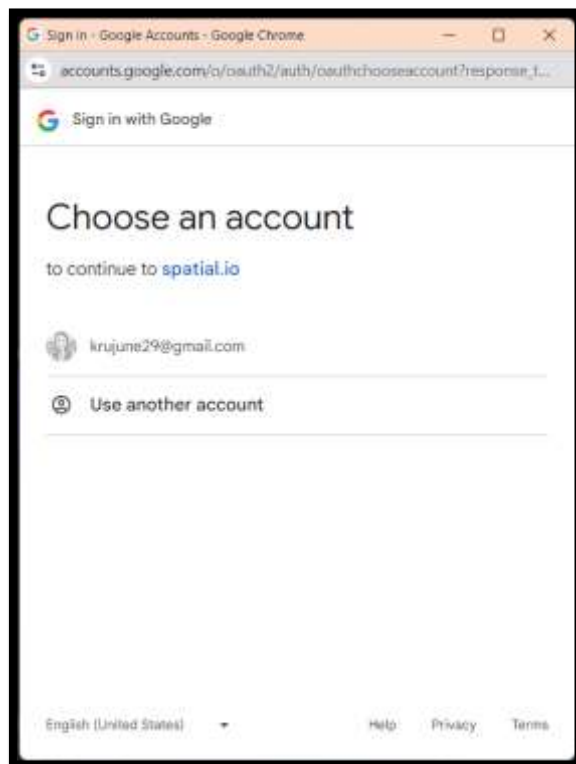 Sign in - Google Accounts - Google Chrome
accounts.google.com/o/oauth2/auth/oauthchooseaccount?response_t...
Sign in with Google
Choose an account
to continue to spatial.io
krujune29@gmail.com
Use another account
English (United States)
Help Privacy Terms